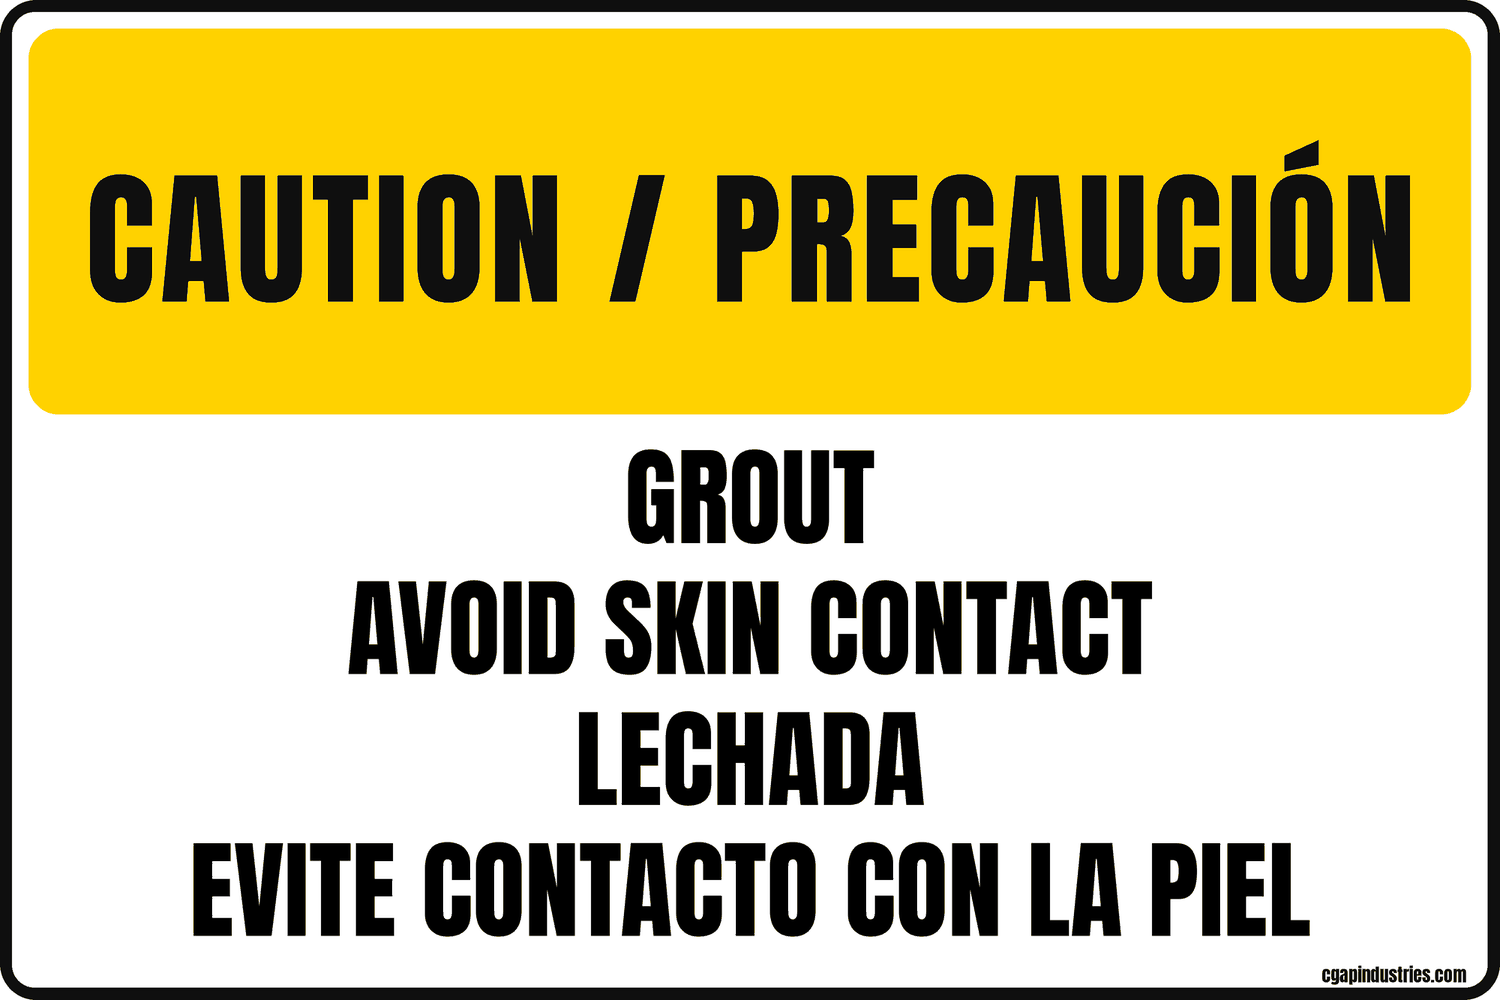 CAUTION / PRECAUCIÓN
GROUT
AVOID SKIN CONTACT
LECHADA
EVITE CONTACTO CON LA PIEL
cgapindustries.com